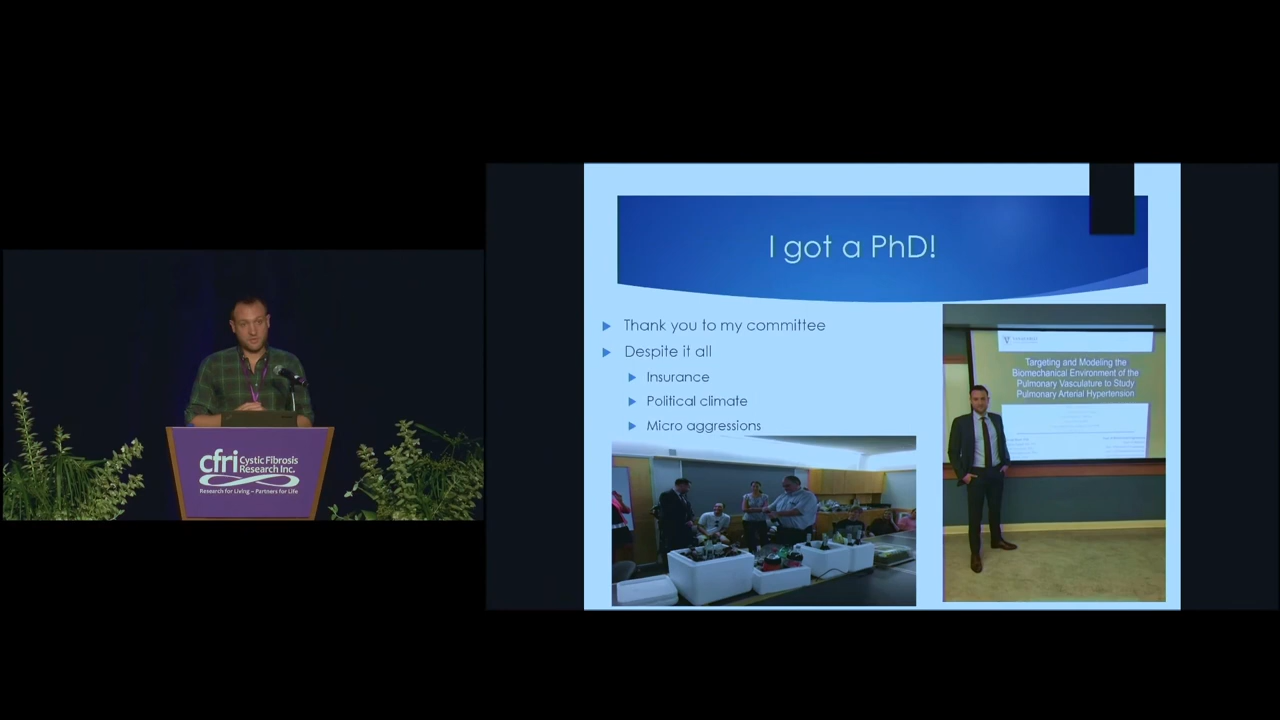 I got a PhD!
Thank you to my committee
Despite it all
Insurance
Political climate
Micro aggressions
Targeting and Modeling the
Biomechanical Environment of the
Pulmonary Vasculature to Study
Pulmonary Arterial Hypertension
cfri Cystic Fibrosis
Research Inc.
Research for Living – Partners for Life